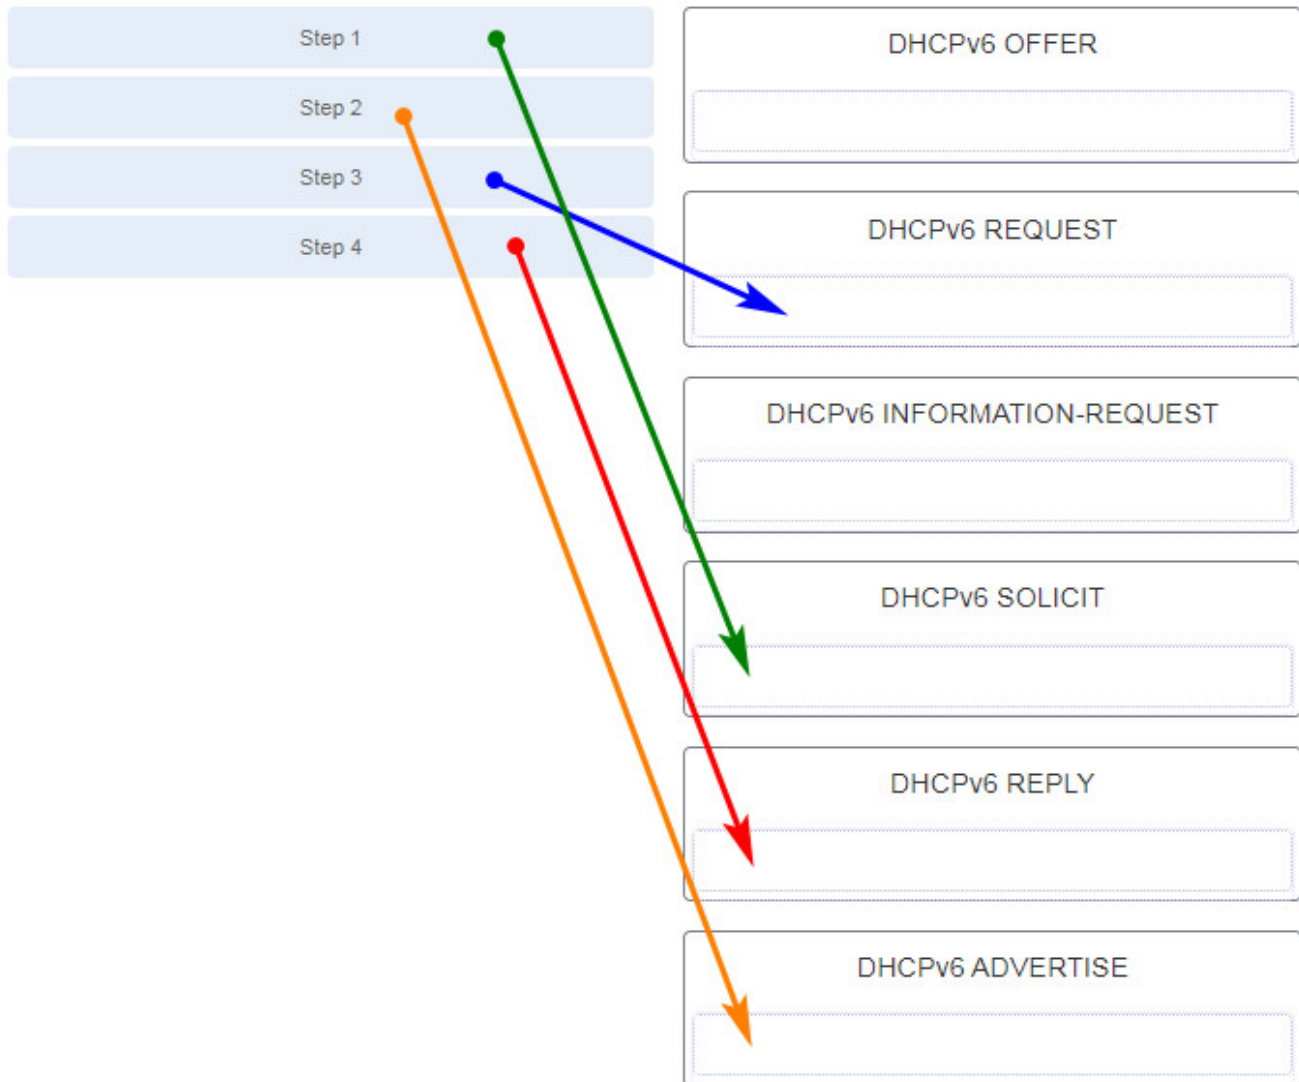 Step 1
Step 2
Step 3
Step 4
DHCPv6 OFFER
DHCPv6 REQUEST
DHCPv6 INFORMATION-REQUEST
DHCPv6 SOLICIT
DHCPv6 REPLY
DHCPv6 ADVERTISE